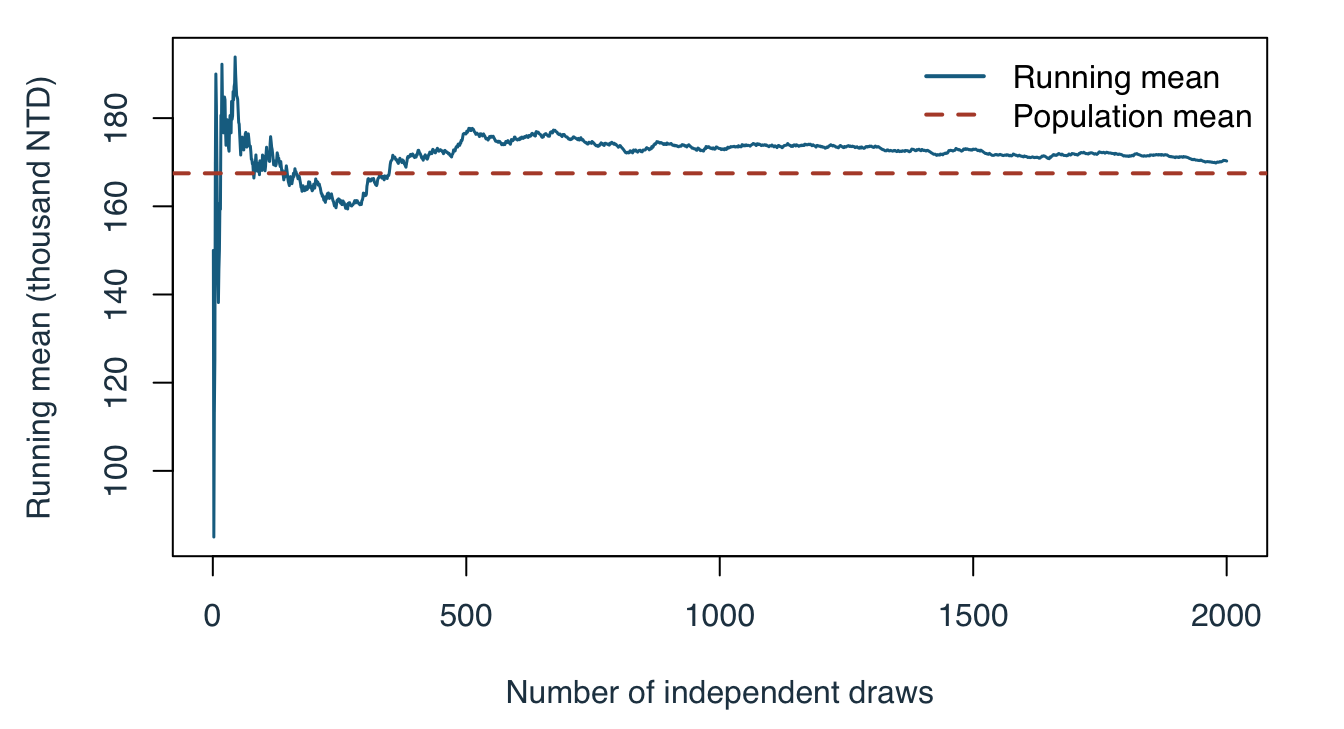 Running mean
Population mean
Running mean (thousand NTD)
180
160
140
120
100
0
500
1000
1500
2000
Number of independent draws